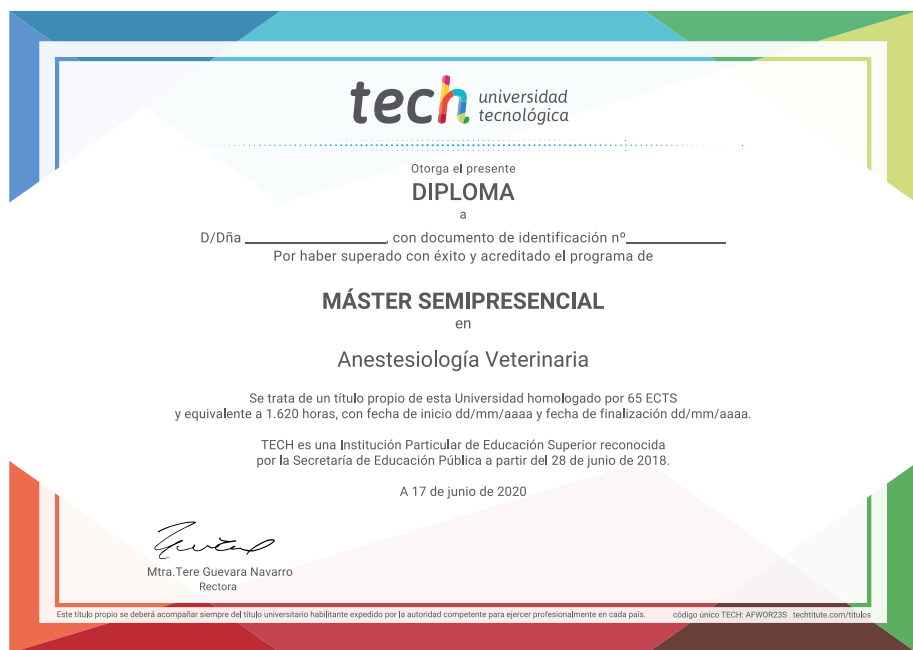 tech universidad
tecnológica
Otorga el presente
DIPLOMA
a
D/Dña ____________________, con documento de identificación nº______________
Por haber superado con éxito y acreditado el programa de
MÁSTER SEMIPRESENCIAL
en
Anestesiología Veterinaria
Se trata de un título propio de esta Universidad homologado por 65 ECTS
y equivalente a 1.620 horas, con fecha de inicio dd/mm/aaaa y fecha de finalización dd/mm/aaaa.
TECH es una Institución Particular de Educación Superior reconocida
por la Secretaría de Educación Pública a partir del 28 de junio de 2018.
A 17 de junio de 2020
Mtra.Tere Guevara Navarro
Rectora
Este título propio se deberá acompañar siempre del título universitario habilitante expedido por la autoridad competente para ejercer profesionalmente en cada país. código único TECH: AFWOR23S techtitute.com/titulos